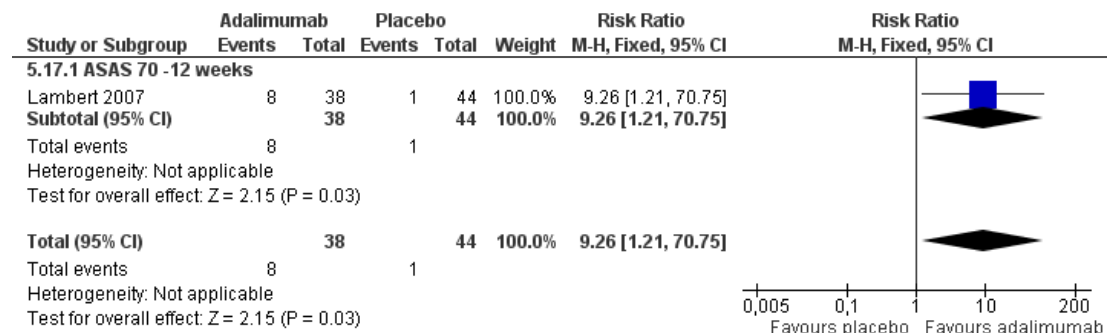 Adalimumab Placebo Risk Ratio Risk Ratio
Study or Subgroup Events Total Events Total Weight M-H, Fixed, 95% CI M-H, Fixed, 95% CI
5.17.1 ASAS 70 -12 weeks
Lambert 2007 8 38 1 44 100.0% 9.26 [1.21, 70.75]
Subtotal (95% CI) 38 44 100.0% 9.26 [1.21, 70.75]
Total events 8 1
Heterogeneity: Not applicable
Test for overall effect: Z = 2.15 (P = 0.03)
Total (95% CI) 38 44 100.0% 9.26 [1.21, 70.75]
Total events 8 1
Heterogeneity: Not applicable
Test for overall effect: Z = 2.15 (P = 0.03)
0,005 0,1 1 10 200
Favours placebo Favours adalimumab